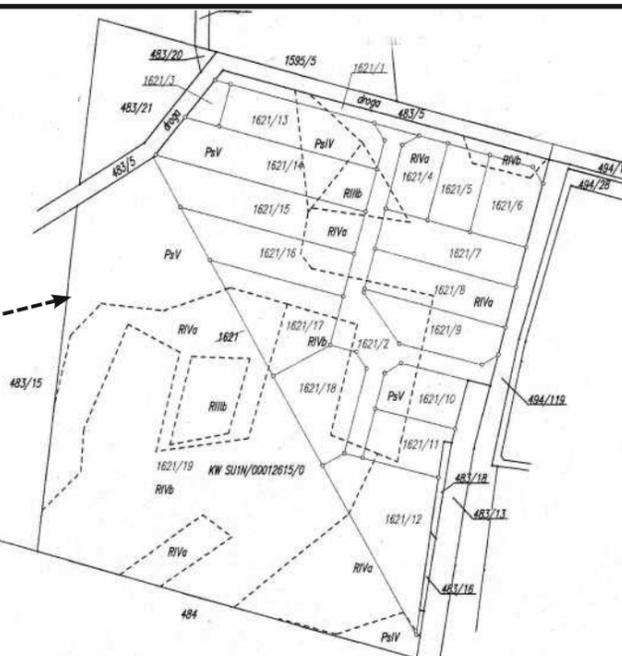 483/20
1595/5
1621/1
1621/3
droga
483/5
483/21
1621/13
PsIV
droga
RIVa
RIVb
494/1
483/5
PsV
1621/14
1621/4
1621/5
1621/6
494/28
RIIIb
1621/15
RIVa
1621/7
PsV
1621/16
1621/8
RIVa
RIVa
1621
1621/17
RIVb
1621/2
1621/9
483/15
1621/18
PsV
1621/10
494/119
RIIIb
1621/11
1621/19
KW SU1N/00012615/0
483/18
RIVb
483/13
1621/12
RIVa
RIVa
483/16
484
PsIV